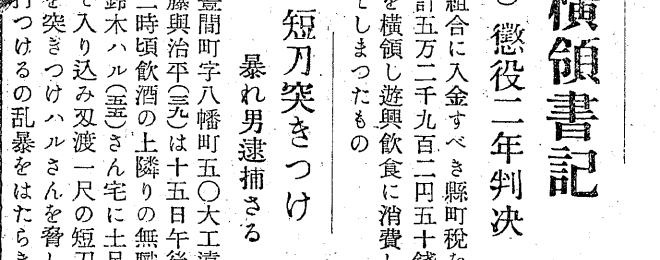 横領書記
懲役二年判決
組合に入金すべき縣町税な
計五万二千九百二円五十銭
を横領し遊興飲食に消費し
てしまつたもの
短刀突きつけ
暴れ男逮捕さる
豊間町字八幡町五〇大工遠
藤與治平(三九)は十五日午後
二時頃飲酒の上隣りの無職
鈴木ハル(五五)さん宅に土足
で入り込み刄渡一尺の短刀
を突きつけハルさんを脅し
打つけるの乱暴をはたらき